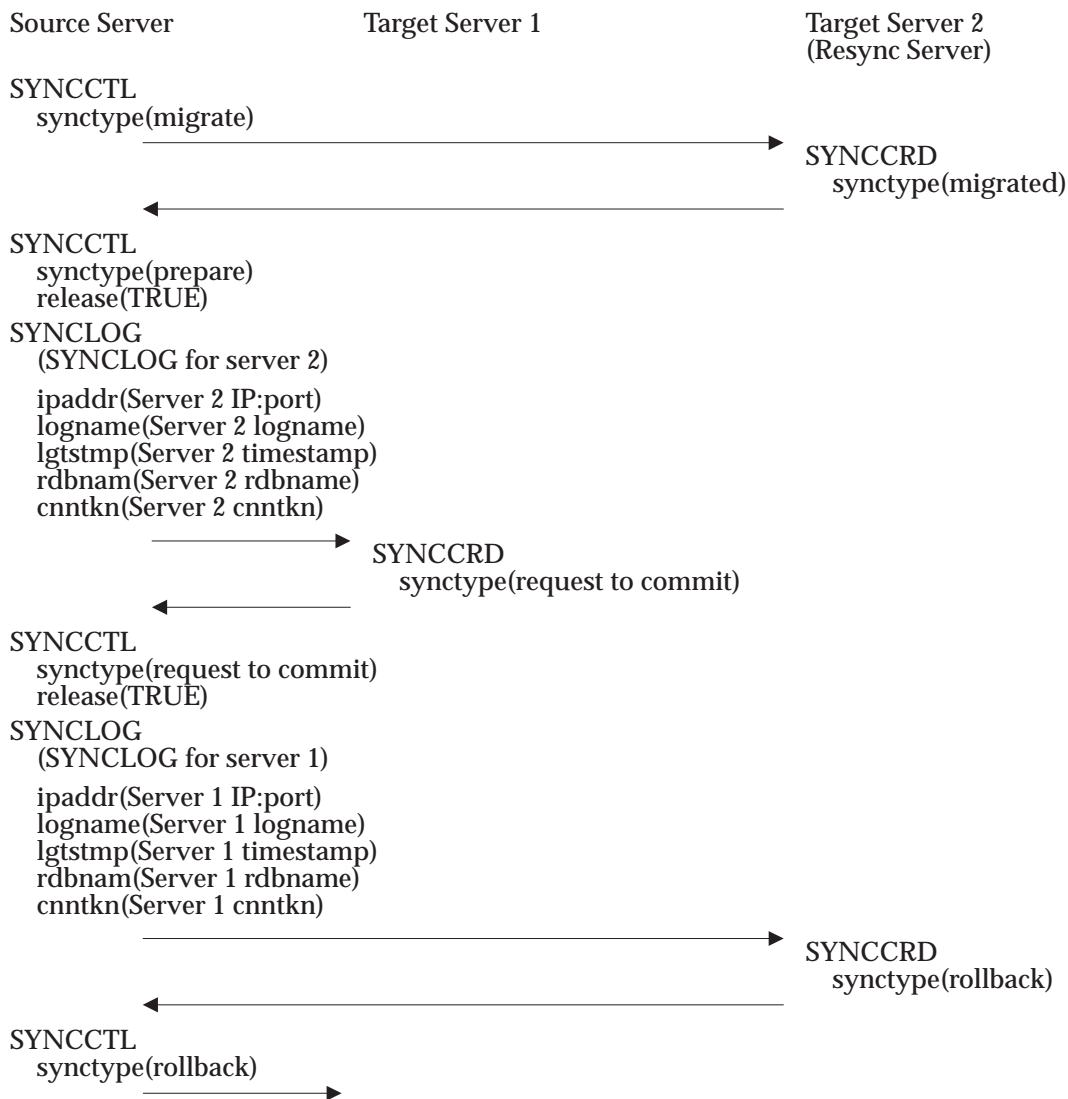 Source Server
Target Server 1
Target Server 2
(Resync Server)
SYNCCTL
synctype(migrate)
SYNCCRD
synctype(migrated)
SYNCCTL
synctype(prepare)
release(TRUE)
SYNCLOG
(SYNCLOG for server 2)
ipaddr(Server 2 IP:port)
logname(Server 2 logname)
lgtstmp(Server 2 timestamp)
rdbnam(Server 2 rdbname)
cnntkn(Server 2 cnntkn)
SYNCCRD
synctype(request to commit)
SYNCCTL
synctype(request to commit)
release(TRUE)
SYNCLOG
(SYNCLOG for server 1)
ipaddr(Server 1 IP:port)
logname(Server 1 logname)
lgtstmp(Server 1 timestamp)
rdbnam(Server 1 rdbname)
cnntkn(Server 1 cnntkn)
SYNCCRD
synctype(rollback)
SYNCCTL
synctype(rollback)